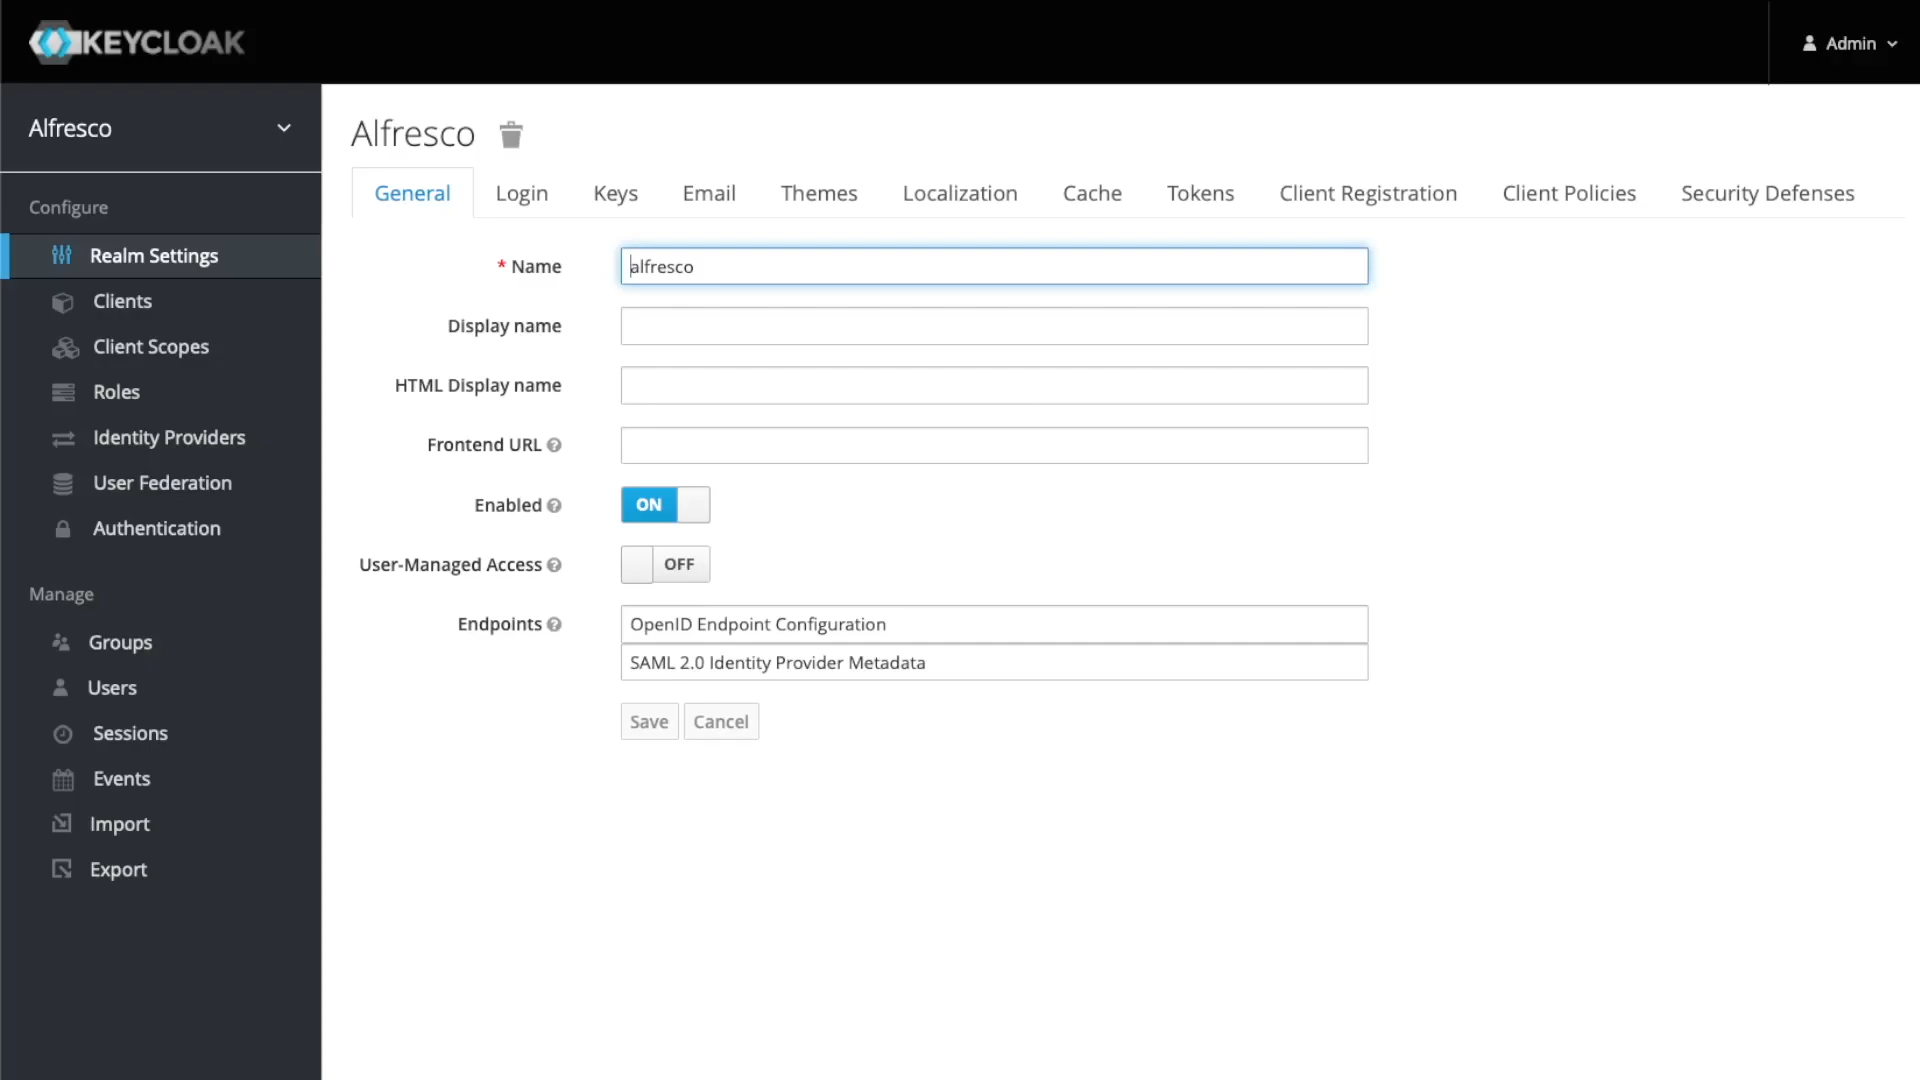 KEYCLOAK
Admin
Alfresco
Configure
Realm Settings
Clients
Client Scopes
Roles
Identity Providers
User Federation
Authentication
Manage
Groups
Users
Sessions
Events
Import
Export
Alfresco
General Login Keys Email Themes Localization Cache Tokens Client Registration Client Policies Security Defenses
* Name alfresco
Display name
HTML Display name
Frontend URL ?
Enabled ? ON
User-Managed Access ? OFF
Endpoints ? OpenID Endpoint Configuration
SAML 2.0 Identity Provider Metadata
Save Cancel